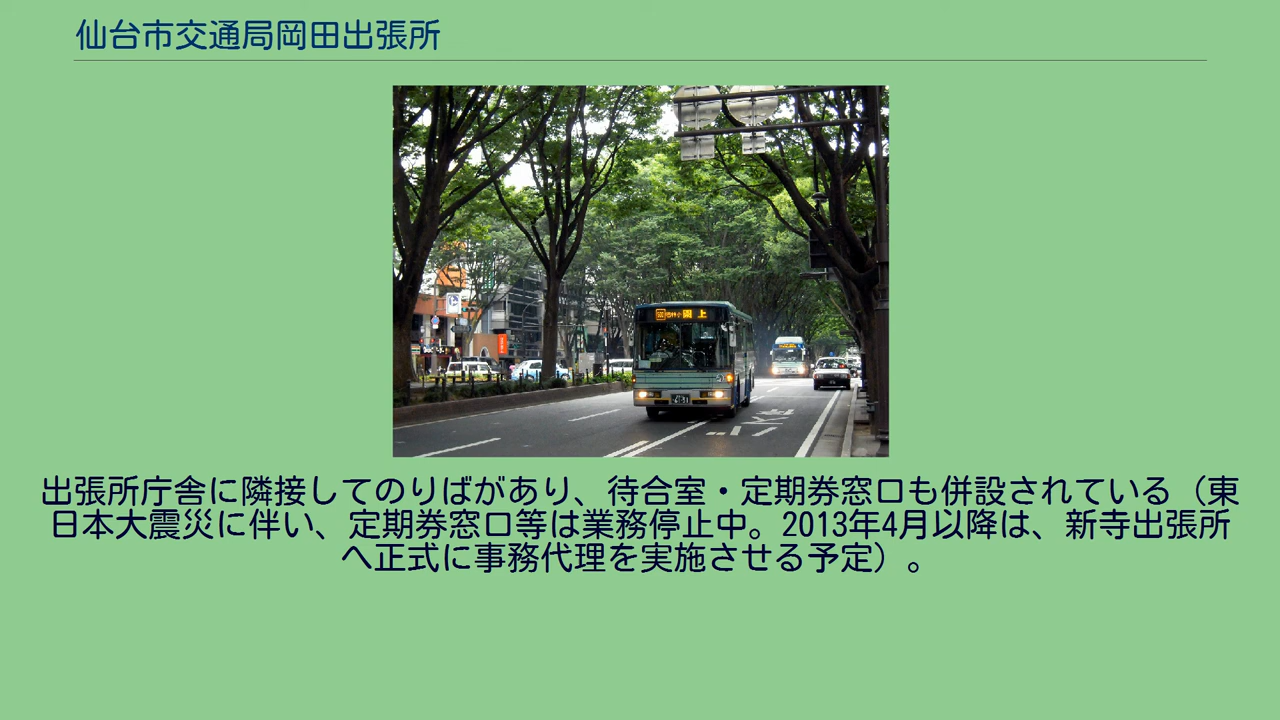 仙台市交通局岡田出張所
出張所庁舎に隣接してのりばがあり、待合室・定期券窓口も併設されている（東
日本大震災に伴い、定期券窓口等は業務停止中。2013年4月以降は、新寺出張所
へ正式に事務代理を実施させる予定）。